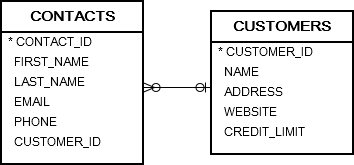 CONTACTS
* CONTACT_ID
FIRST_NAME
LAST_NAME
EMAIL
PHONE
CUSTOMER_ID
CUSTOMERS
* CUSTOMER_ID
NAME
ADDRESS
WEBSITE
CREDIT_LIMIT